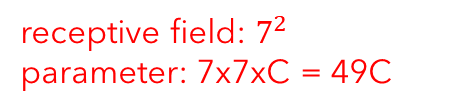 receptive field: 7²
parameter: 7x7xC = 49C